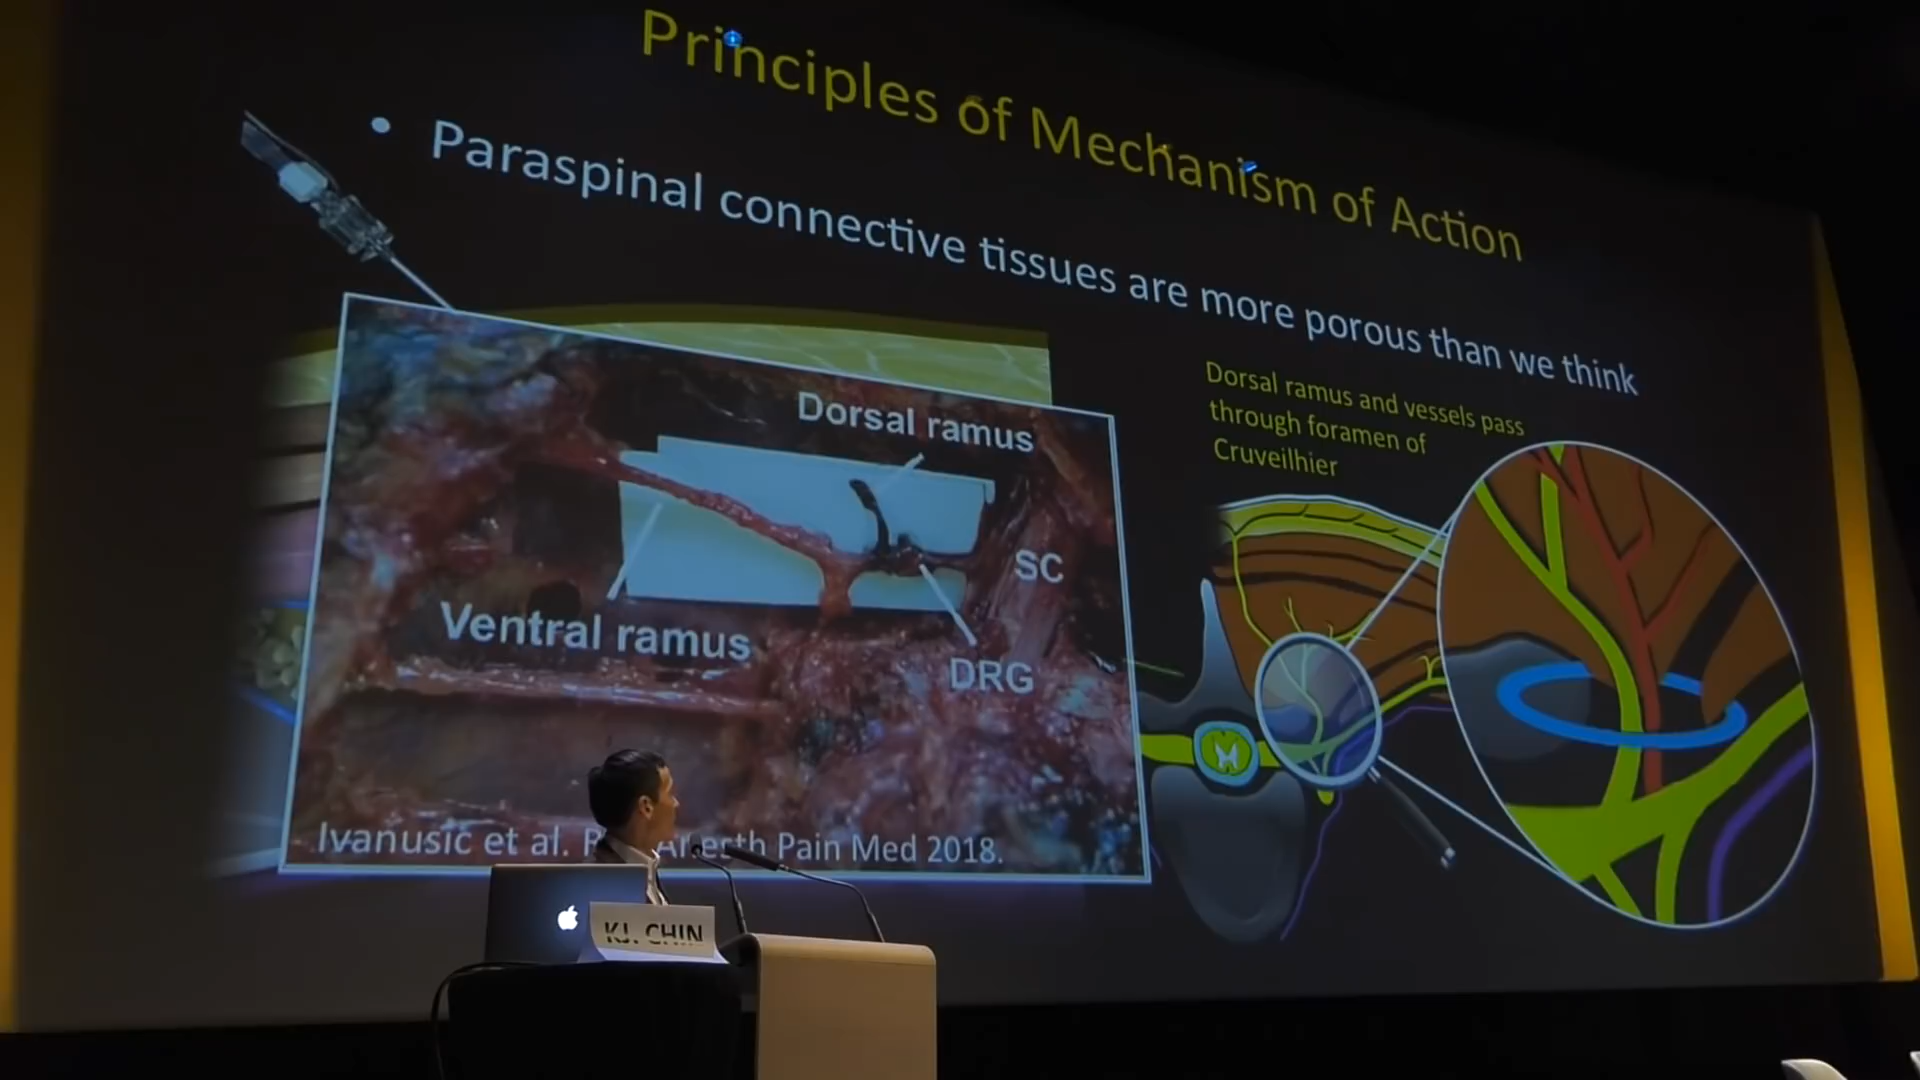 Principles of Mechanism of Action
• Paraspinal connective tissues are more porous than we think
Dorsal ramus and vessels pass
through foramen of
Cruveilhier
Dorsal ramus
SC
Ventral ramus
DRG
Ivanusic et al. Pain Med 2018.
KJ. CHIN